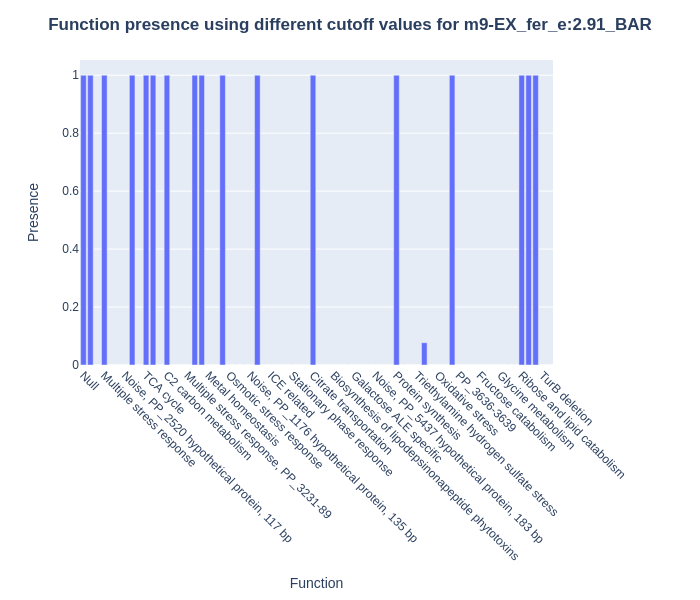 Function presence using different cutoff values for m9-EX_fer_e:2.91_BAR
Presence
1
0.8
0.6
0.4
0.2
0
Null
Multiple stress response
Noise, PP_2520 hypothetical protein, 117 bp
TCA cycle
C2 carbon metabolism
Multiple stress response, PP_3231-89
Metal homeostasis
Osmotic stress response
Noise, PP_1176 hypothetical protein, 135 bp
ICE related
Stationary phase response
Citrate transportation
Biosynthesis of lipodepsinonapeptide phytotoxins
Galactose ALE specific
Noise, PP_5437 hypothetical protein, 183 bp
Protein synthesis
Triethylamine hydrogen sulfate stress
Oxidative stress
PP_3636-3639
Fructose catabolism
Glycine metabolism
Ribose and lipid catabolism
TurB deletion
Function